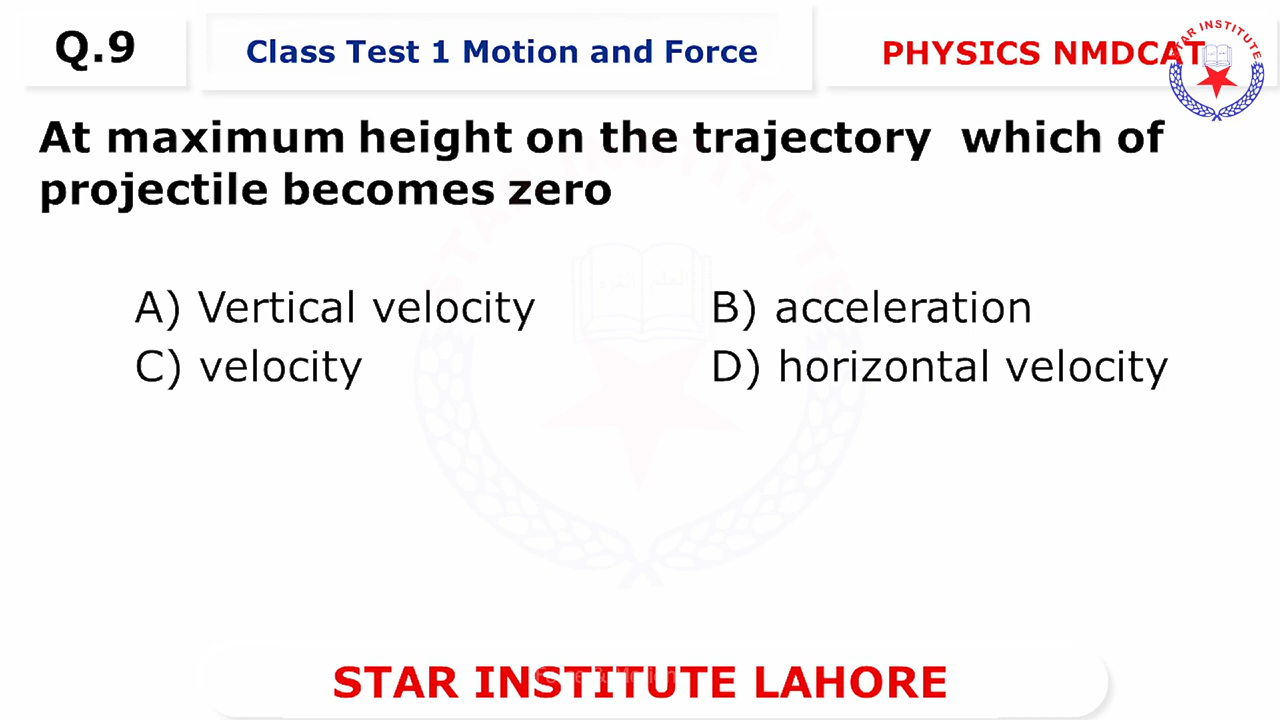 Q.9
Class Test 1 Motion and Force
PHYSICS NMDCAT
STAR INSTITUTE
At maximum height on the trajectory which of
projectile becomes zero
A) Vertical velocity
B) acceleration
C) velocity
D) horizontal velocity
STAR INSTITUTE LAHORE